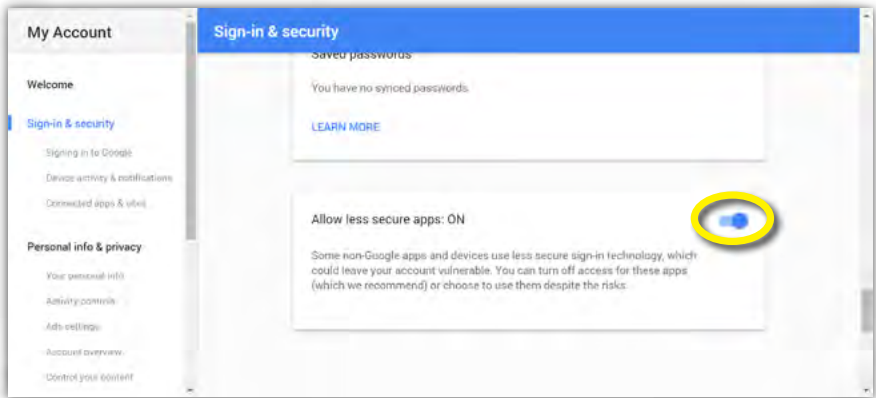 My Account
Sign-in & security
Welcome
Sign-in & security
Signing in to Google
Device activity & notifications
Connected apps & sites
Personal info & privacy
Your personal info
Activity controls
Ads settings
Account overview
Control your content
Saved passwords
You have no synced passwords.
LEARN MORE
Allow less secure apps: ON
Some non-Google apps and devices use less secure sign-in technology, which
could leave your account vulnerable. You can turn off access for these apps
(which we recommend) or choose to use them despite the risks.